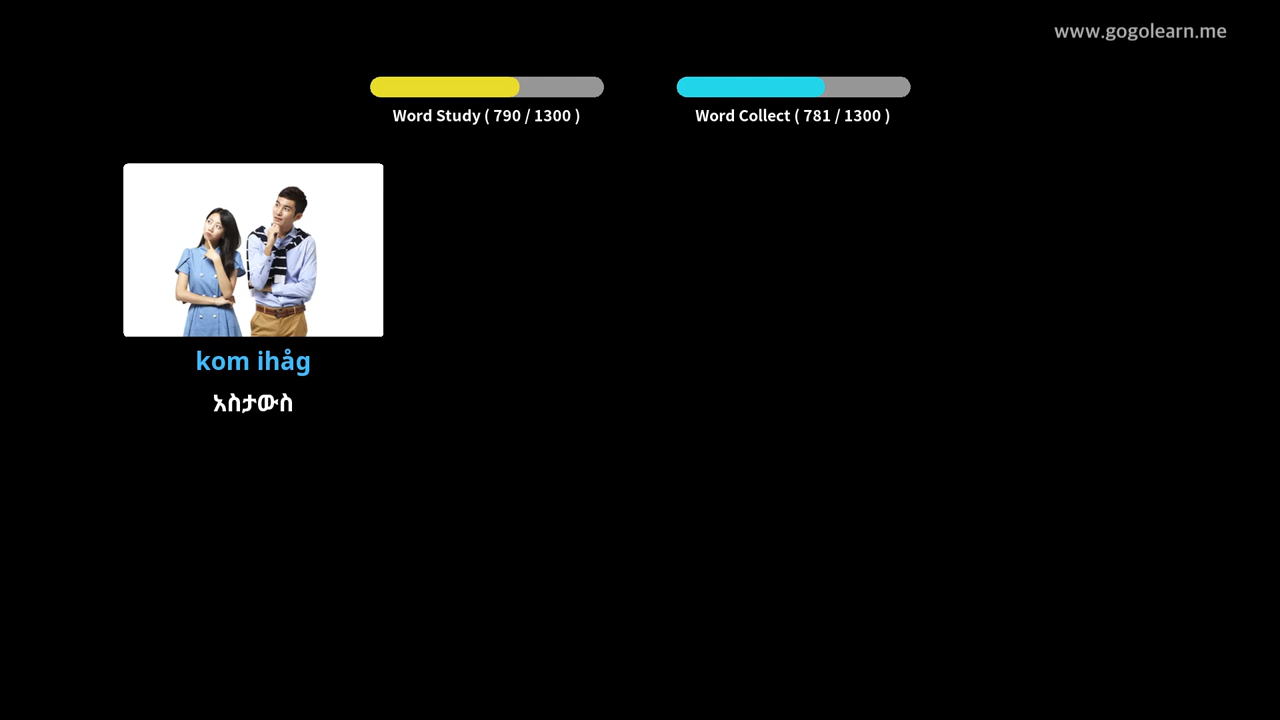 www.gogolearn.me
Word Study ( 790 / 1300 )
Word Collect ( 781 / 1300 )
kom ihåg
አስታውስ